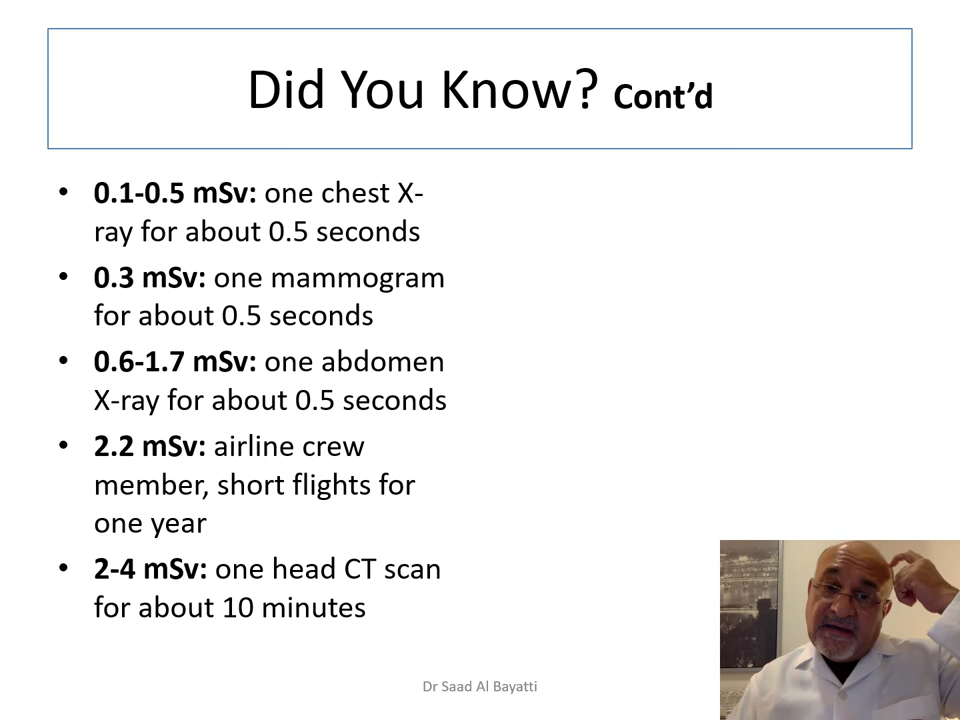 Did You Know? Cont’d
• 0.1-0.5 mSv: one chest X-
ray for about 0.5 seconds
• 0.3 mSv: one mammogram
for about 0.5 seconds
• 0.6-1.7 mSv: one abdomen
X-ray for about 0.5 seconds
• 2.2 mSv: airline crew
member, short flights for
one year
• 2-4 mSv: one head CT scan
for about 10 minutes
Dr Saad Al Bayatti